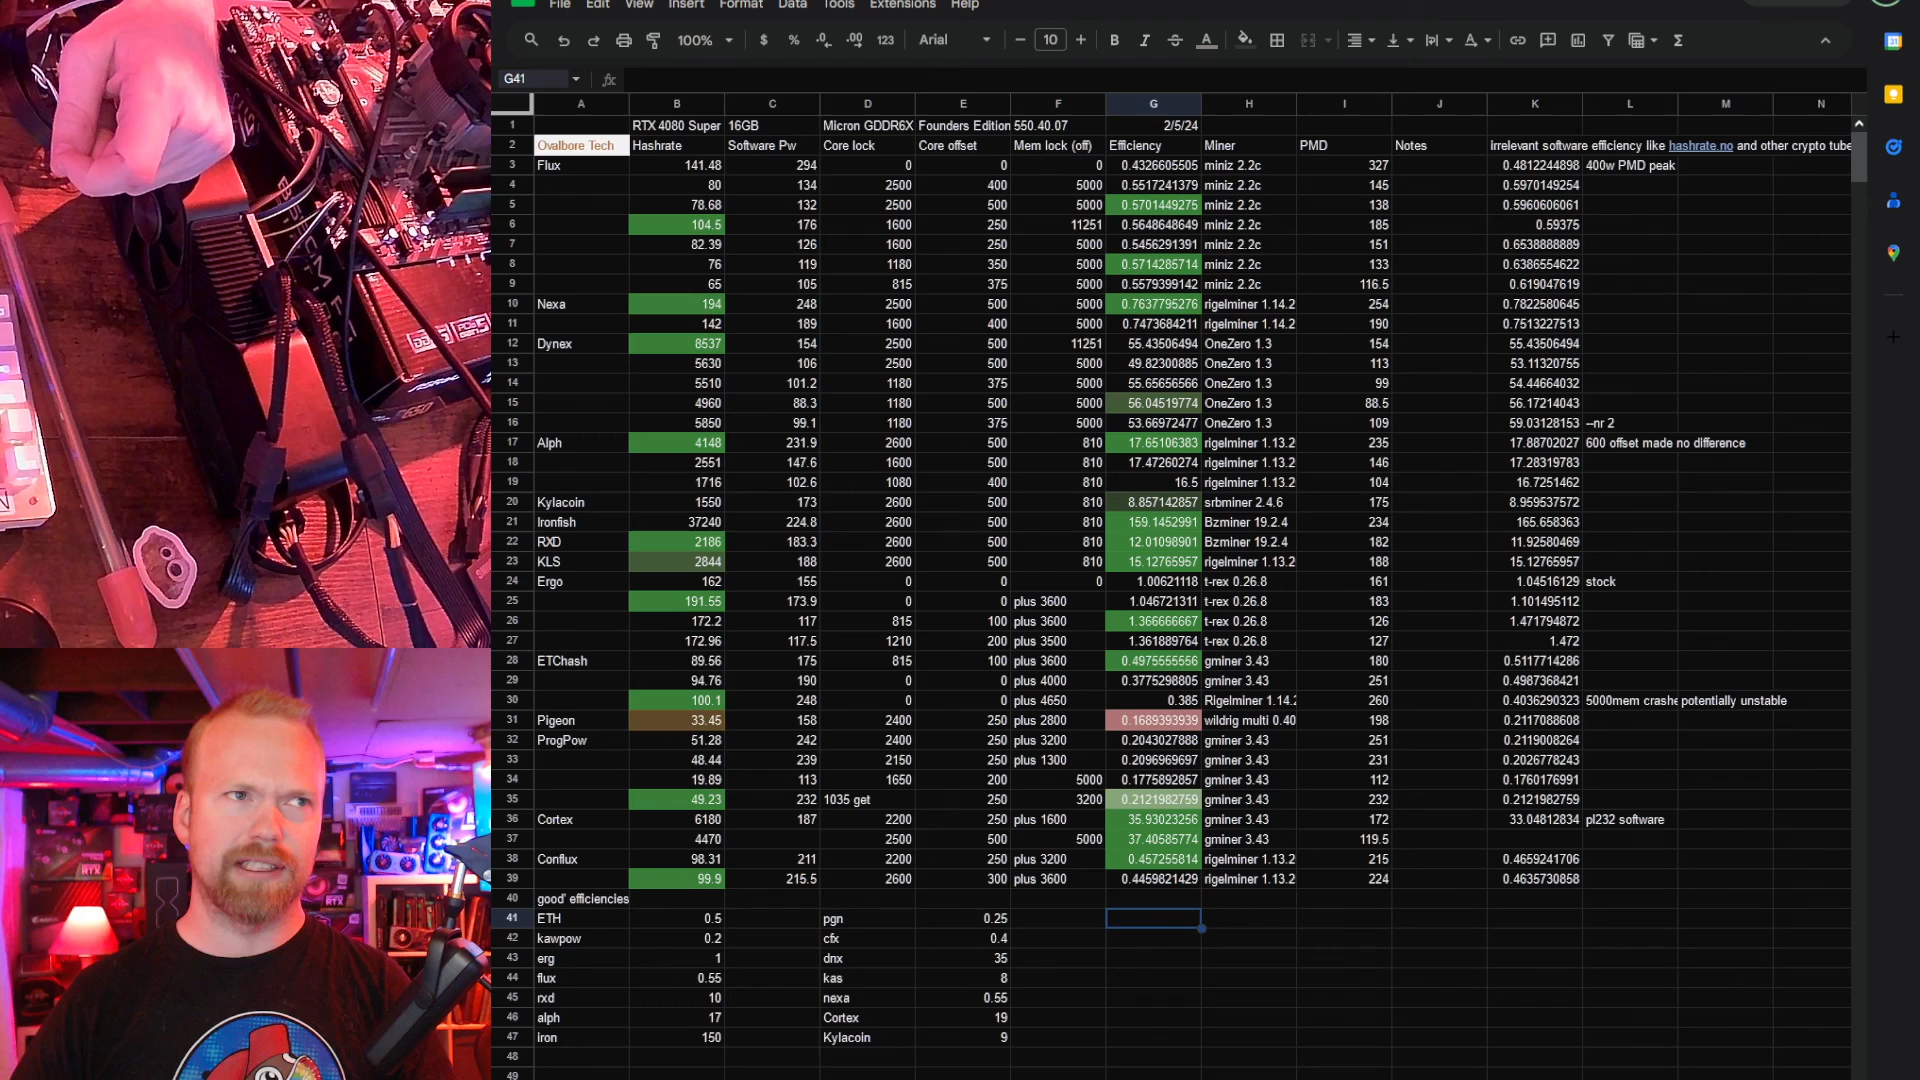 File Edit View Insert Format Data Tools Extensions Help
100% $ % .0 .00 123 Arial 10 B I A
G41 fx
A B C D E F G H I J K L M N
1 RTX 4080 Super 16GB Micron GDDR6X Founders Edition 550.40.07 2/5/24
2 Ovalbore Tech Hashrate Software Pw Core lock Core offset Mem lock (off) Efficiency Miner PMD Notes irrelevant software efficiency like hashrate.no and other crypto tube
3 Flux 141.48 294 0 0 0 0.4326605505 miniz 2.2c 327 0.4812244898 400w PMD peak
4 80 134 2500 400 5000 0.5517241379 miniz 2.2c 145 0.5970149254
5 78.68 132 2500 500 5000 0.5701449275 miniz 2.2c 138 0.5960606061
6 104.5 176 1600 250 11251 0.5648648649 miniz 2.2c 185 0.59375
7 82.39 126 1600 250 5000 0.5456291391 miniz 2.2c 151 0.6538888889
8 76 119 1180 350 5000 0.5714285714 miniz 2.2c 133 0.6386554622
9 65 105 815 375 5000 0.5579399142 miniz 2.2c 116.5 0.619047619
10 Nexa 194 248 2500 500 5000 0.7637795276 rigelminer 1.14.2 254 0.7822580645
11 142 189 1600 400 5000 0.7473684211 rigelminer 1.14.2 190 0.7513227513
12 Dynex 8537 154 2500 500 11251 55.43506494 OneZero 1.3 154 55.43506494
13 5630 106 2500 500 5000 49.82300885 OneZero 1.3 113 53.11320755
14 5510 101.2 1180 375 5000 55.65656566 OneZero 1.3 99 54.44664032
15 4960 88.3 1180 500 5000 56.04519774 OneZero 1.3 88.5 56.17214043
16 5850 99.1 1180 375 5000 53.66972477 OneZero 1.3 109 59.03128153 --nr 2
17 Alph 4148 231.9 2600 500 810 17.65106383 rigelminer 1.13.2 235 17.88702027 600 offset made no difference
18 2551 147.6 1600 500 810 17.47260274 rigelminer 1.13.2 146 17.28319783
19 1716 102.6 1080 400 810 16.5 rigelminer 1.13.2 104 16.7251462
20 Kylacoin 1550 173 2600 500 810 8.857142857 srbminer 2.4.6 175 8.959537572
21 Ironfish 37240 224.8 2600 500 810 159.1452991 Bzminer 19.2.4 234 165.658363
22 RXD 2186 183.3 2600 500 810 12.01098901 Bzminer 19.2.4 182 11.92580469
23 KLS 2844 188 2600 500 810 15.12765957 rigelminer 1.13.2 188 15.12765957
24 Ergo 162 155 0 0 0 1.00621118 t-rex 0.26.8 161 1.04516129 stock
25 191.55 173.9 0 0 plus 3600 1.046721311 t-rex 0.26.8 183 1.101495112
26 172.2 117 815 100 plus 3600 1.366666667 t-rex 0.26.8 126 1.471794872
27 172.96 117.5 1210 200 plus 3500 1.361889764 t-rex 0.26.8 127 1.472
28 ETChash 89.56 175 815 100 plus 3600 0.4975555556 gminer 3.43 180 0.5117714286
29 94.76 190 0 0 plus 4000 0.3775298805 gminer 3.43 251 0.4987368421
30 100.1 248 0 0 plus 4650 0.385 Rigelminer 1.14.2 260 0.4036290323 5000mem crashe potentially unstable
31 Pigeon 33.45 158 2400 250 plus 2800 0.1689393939 wildrig multi 0.40 198 0.2117088608
32 ProgPow 51.28 242 2400 250 plus 3200 0.2043027888 gminer 3.43 251 0.2119008264
33 48.44 239 2150 250 plus 1300 0.2096969697 gminer 3.43 231 0.2026778243
34 19.89 113 1650 200 5000 0.1775892857 gminer 3.43 112 0.1760176991
35 49.23 232 1035 get 250 3200 0.2121982759 gminer 3.43 232 0.2121982759
36 Cortex 6180 187 2200 250 plus 1600 35.93023256 gminer 3.43 172 33.04812834 pl232 software
37 4470 2500 500 5000 37.40585774 gminer 3.43 119.5
38 Conflux 98.31 211 2200 250 plus 3200 0.457255814 rigelminer 1.13.2 215 0.4659241706
39 99.9 215.5 2600 300 plus 3600 0.4459821429 rigelminer 1.13.2 224 0.4635730858
40 good' efficiencies
41 ETH 0.5 pgn 0.25
42 kawpow 0.2 cfx 0.4
43 erg 1 dnx 35
44 flux 0.55 kas 8
45 rxd 10 nexa 0.55
46 alph 17 Cortex 19
47 iron 150 Kylacoin 9
48
49